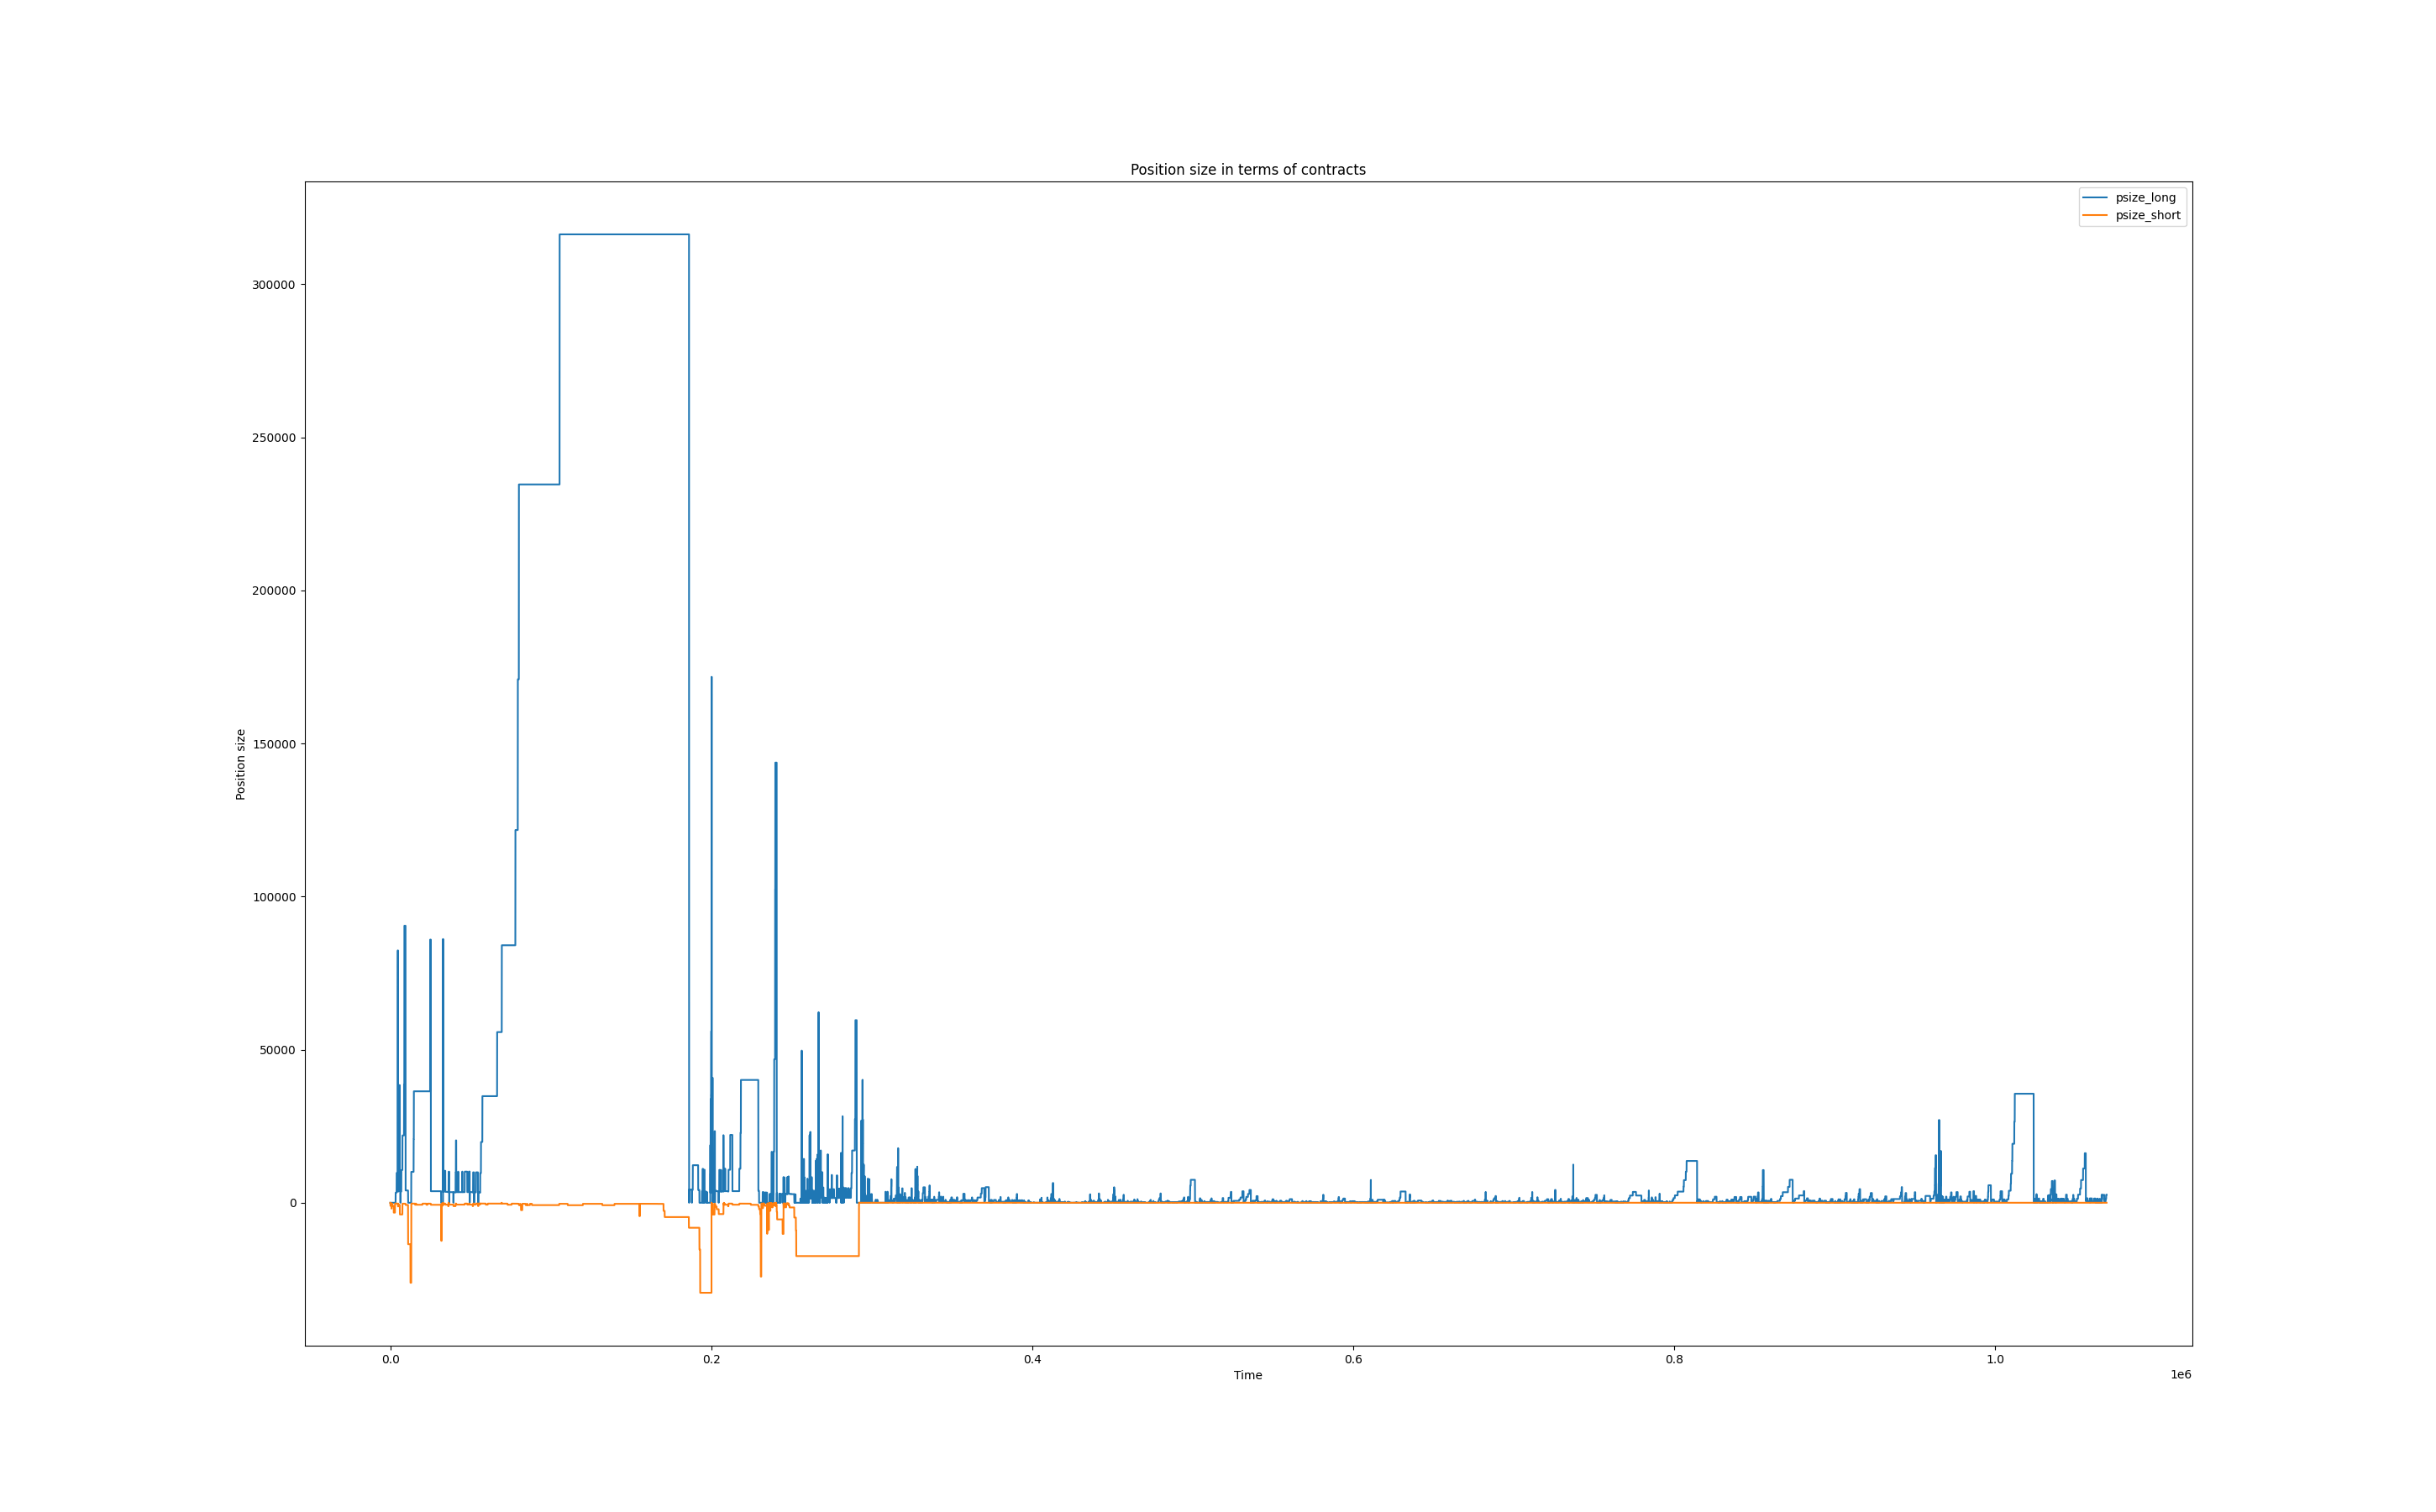 Position size in terms of contracts
psize_long
psize_short
300000
250000
200000
150000
100000
50000
0
Position size
0.0
0.2
0.4
0.6
0.8
1.0
Time
1e6